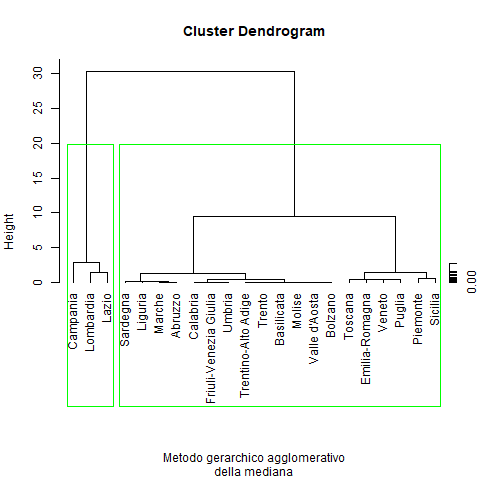 Cluster Dendrogram
Height
30
25
20
15
10
5
0
Campania
Lombardia
Lazio
Sardegna
Liguria
Marche
Abruzzo
Calabria
Friuli-Venezia Giulia
Umbria
Trentino-Alto Adige
Trento
Basilicata
Molise
Valle d'Aosta
Bolzano
Toscana
Emilia-Romagna
Veneto
Puglia
Piemonte
Sicilia
0.00
Metodo gerarchico agglomerativo
della mediana